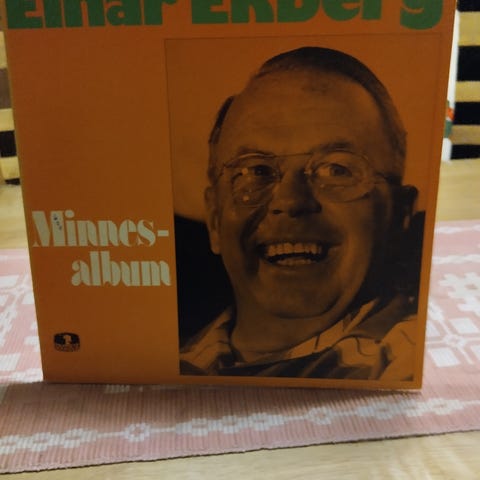 Einar Ekberg
Minnes-
album